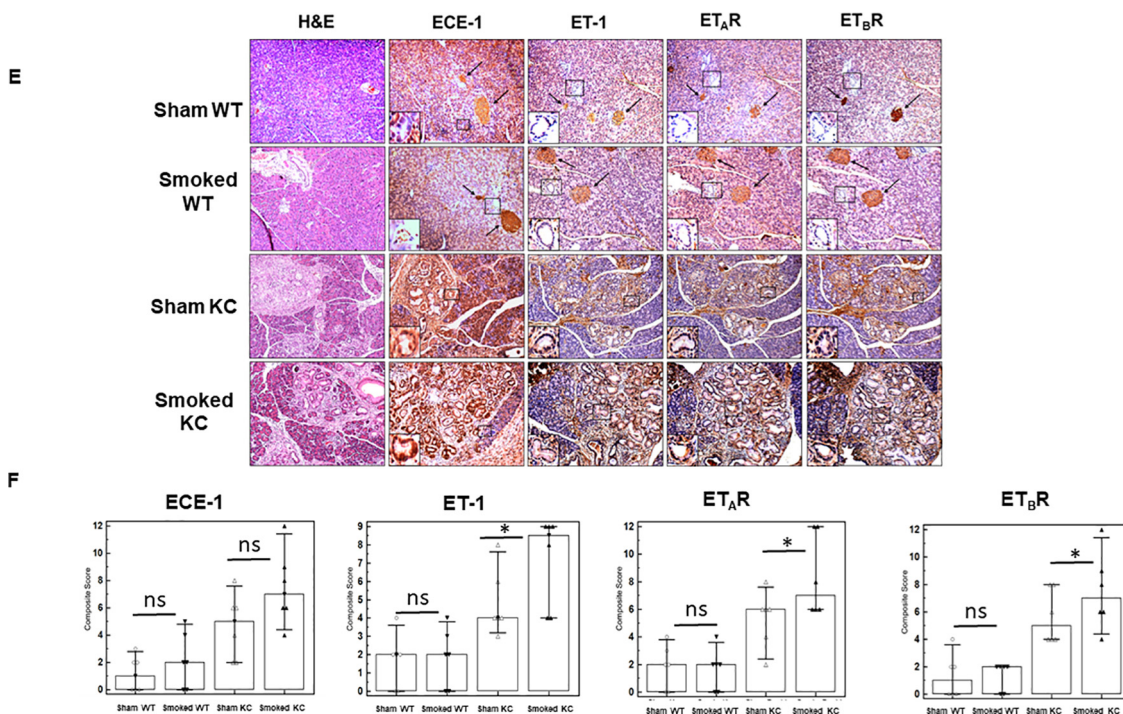 H&E ECE-1 ET-1 ETAR ETBR
E
Sham WT
Smoked
WT
Sham KC
Smoked
KC
F
ECE-1 ET-1 ETAR ETBR
Composite Score
12
10
8
6
4
2
0
ns
ns
Sham WT Smoked WT Sham KC Smoked KC
Composite Score
9
8
7
6
5
4
3
2
1
0
ns
*
Sham WT Smoked WT Sham KC Smoked KC
Composite Score
12
10
8
6
4
2
0
ns
*
Sham WT Smoked WT Smoked KC
Composite Score
12
10
8
6
4
2
0
ns
*
Sham WT Smoked WT Sham KC Smoked KC